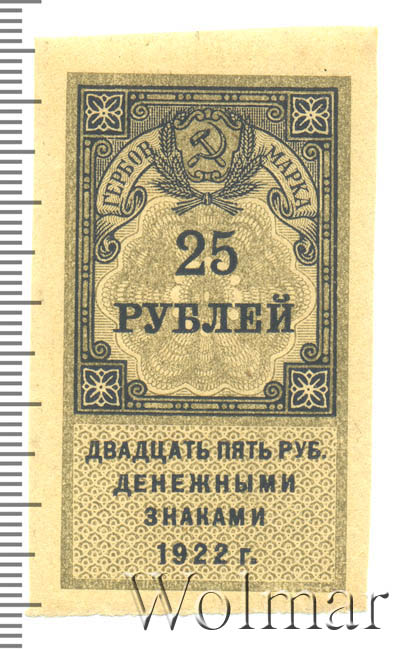 ГЕРБОВ. МАРКА
25
РУБЛЕЙ
ДВАДЦАТЬ ПЯТЬ РУБ.
ДЕНЕЖНЫМИ
ЗНАКАМИ
1922 г.
Wolmar